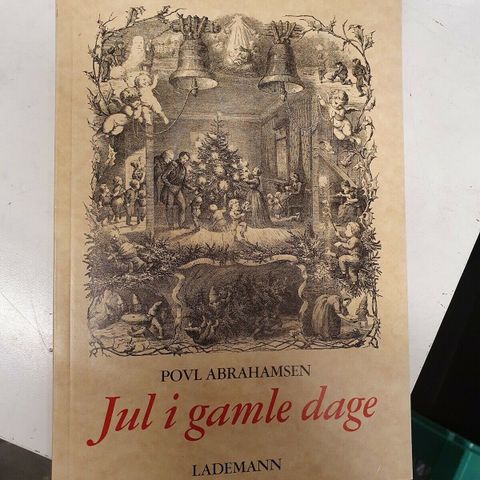 POVL ABRAHAMSEN
Jul i gamle dage
LADEMANN